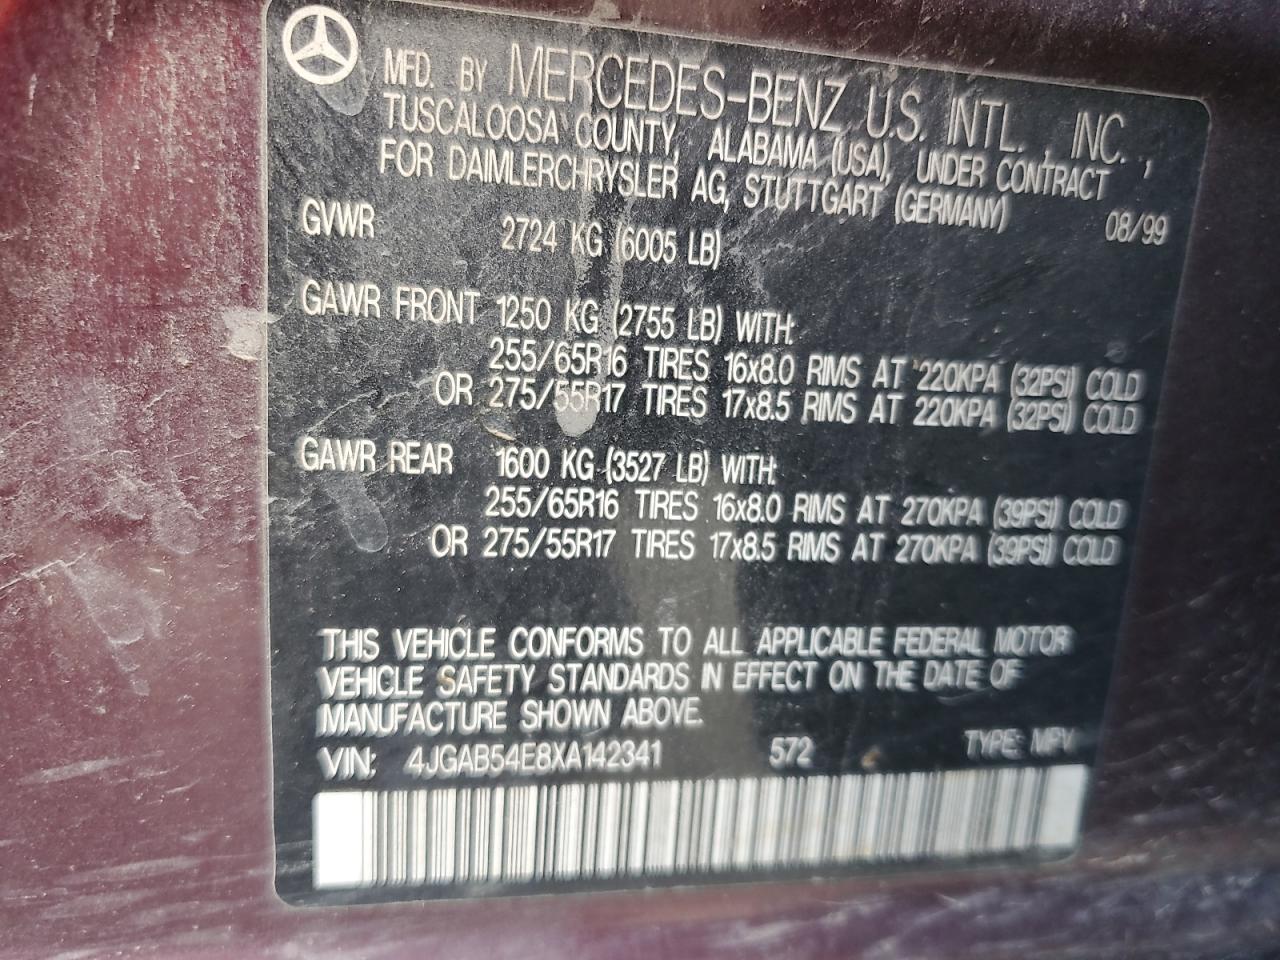 MFD. BY MERCEDES-BENZ U.S. INTL., INC.,
TUSCALOOSA COUNTY, ALABAMA (USA), UNDER CONTRACT
FOR DAIMLERCHRYSLER AG, STUTTGART (GERMANY) 08/99
GVWR 2724 KG (6005 LB)
GAWR FRONT 1250 KG (2755 LB) WITH:
255/65R16 TIRES 16x8.0 RIMS AT 220KPA (32PSI) COLD
OR 275/55R17 TIRES 17x8.5 RIMS AT 220KPA (32PSI) COLD
GAWR REAR 1600 KG (3527 LB) WITH:
255/65R16 TIRES 16x8.0 RIMS AT 270KPA (39PSI) COLD
OR 275/55R17 TIRES 17x8.5 RIMS AT 270KPA (39PSI) COLD
THIS VEHICLE CONFORMS TO ALL APPLICABLE FEDERAL MOTOR
VEHICLE SAFETY STANDARDS IN EFFECT ON THE DATE OF
MANUFACTURE SHOWN ABOVE.
VIN: 4JGAB54E8XA142341 572 TYPE: MPV